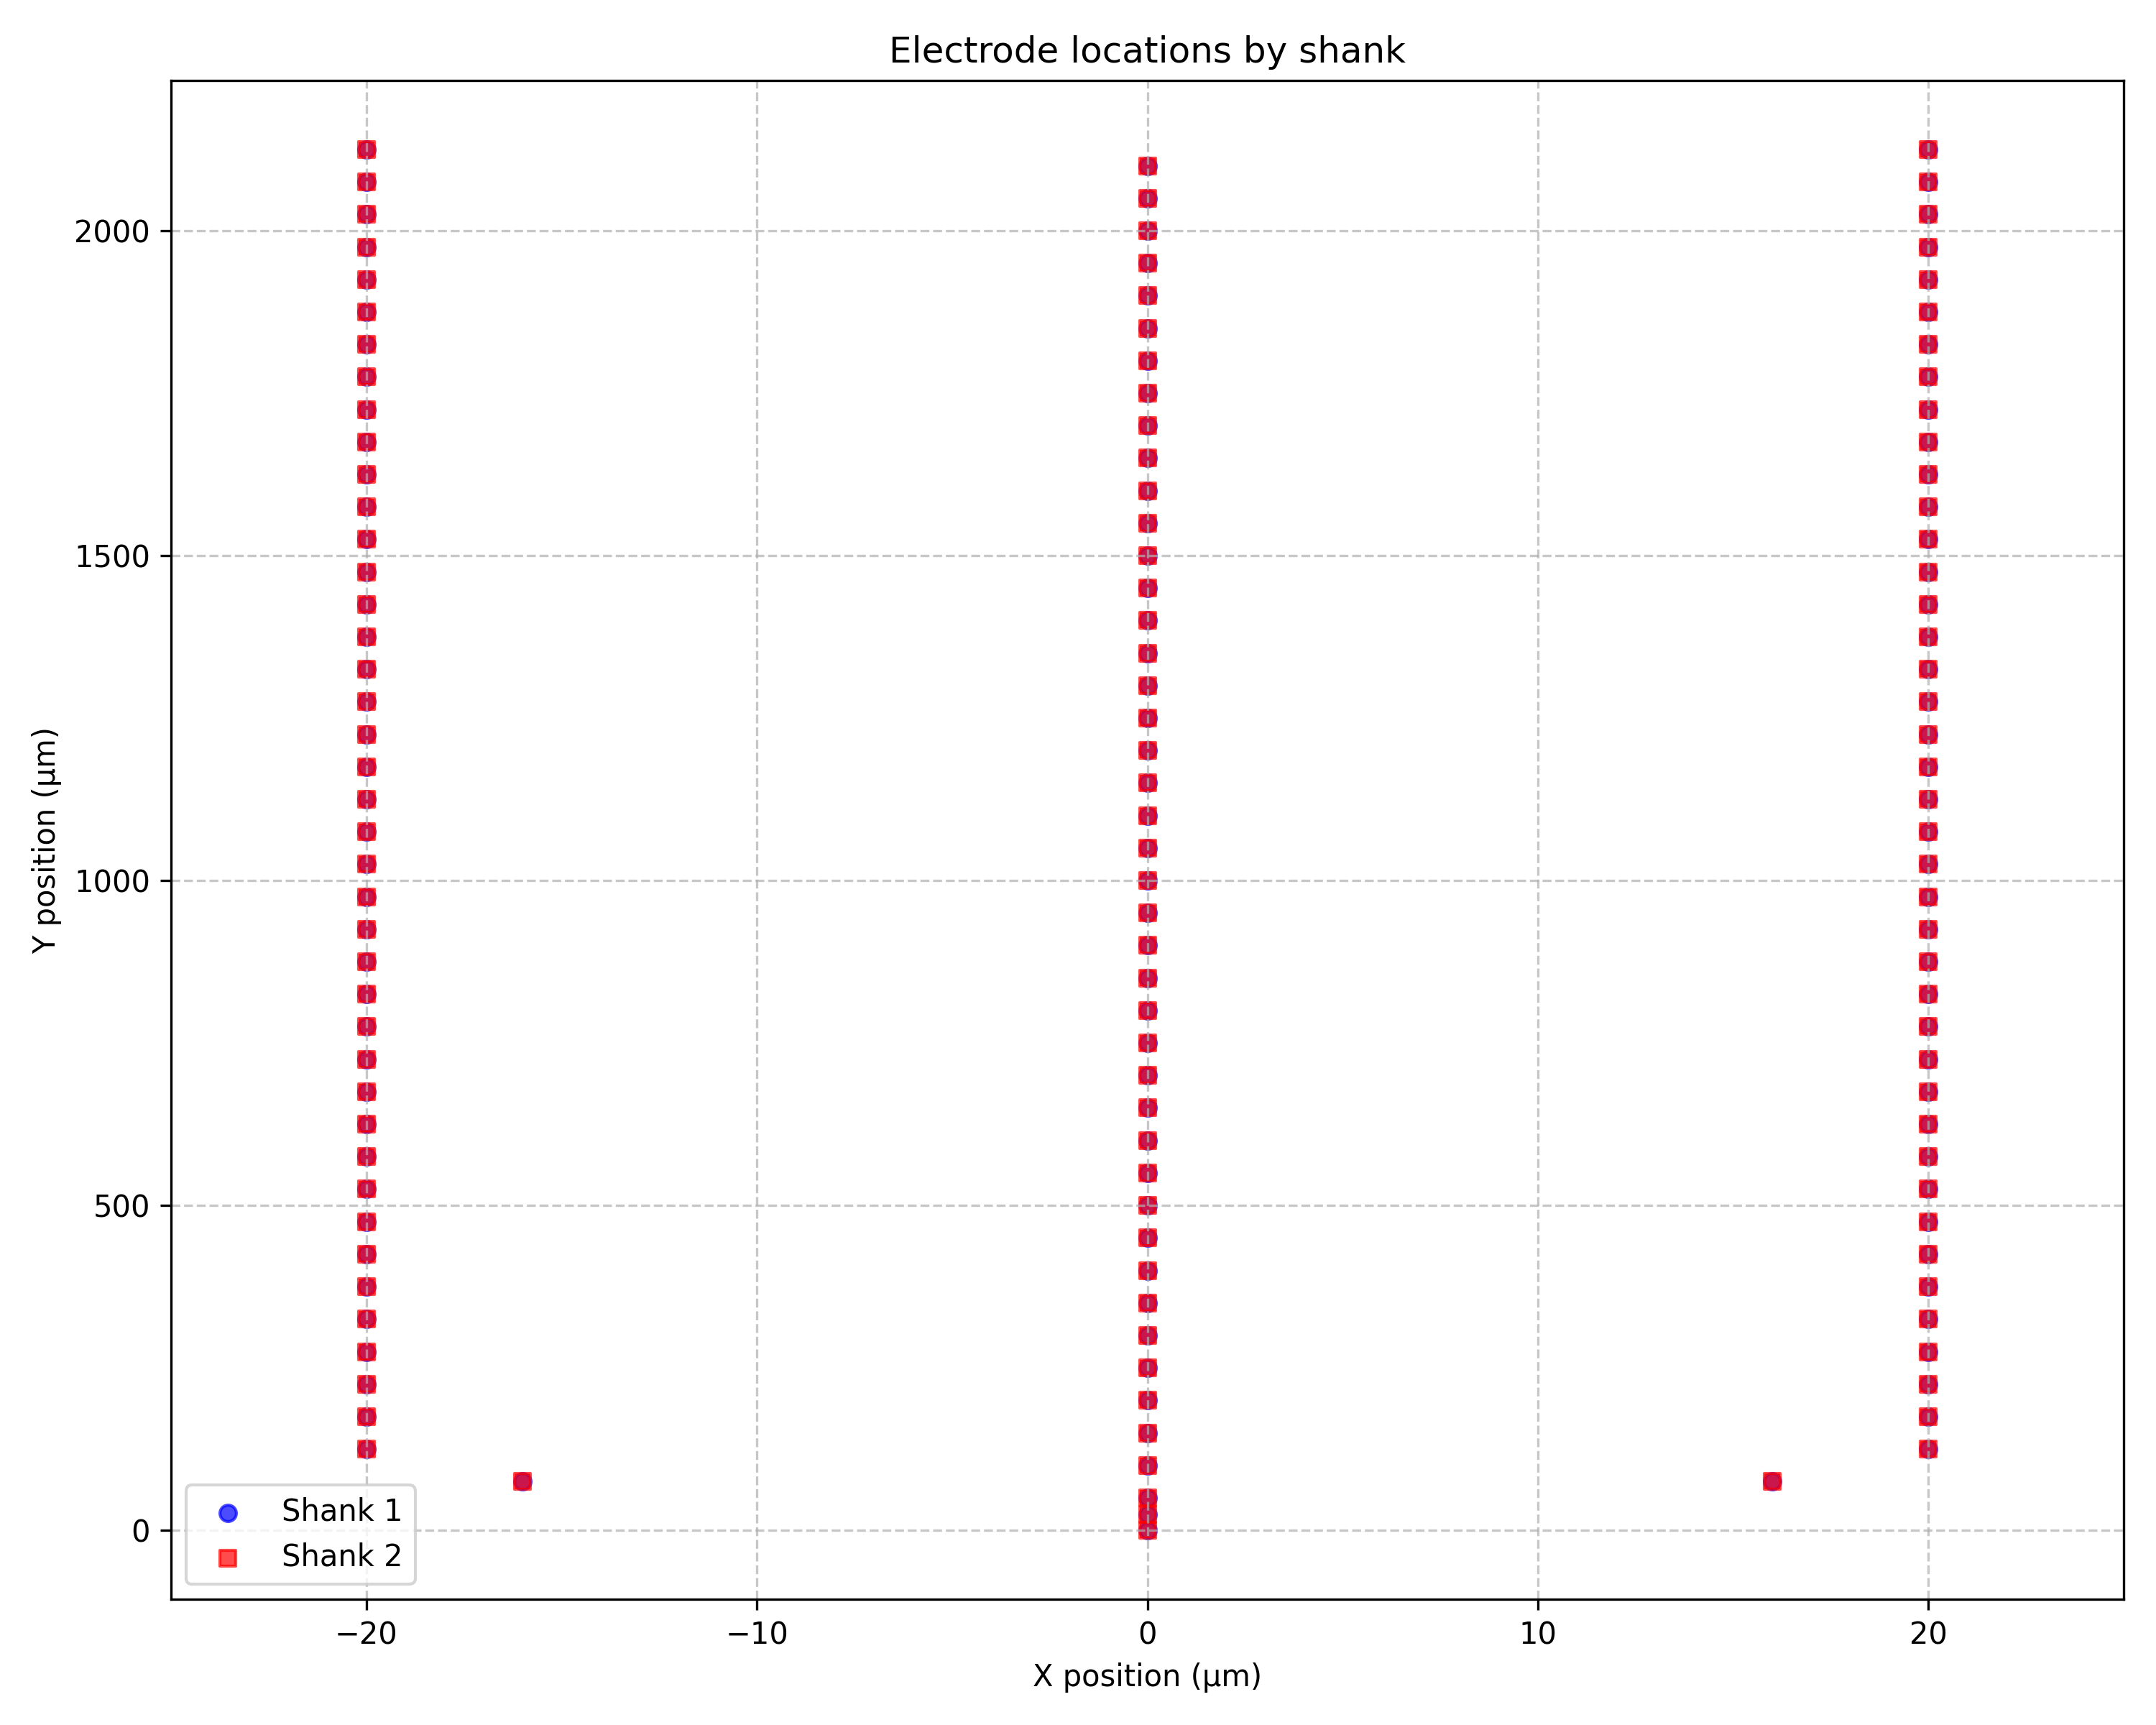 Electrode locations by shank
2000
1500
1000
500
0
Y position (µm)
Shank 1
Shank 2
−20 −10 0 10 20
X position (µm)